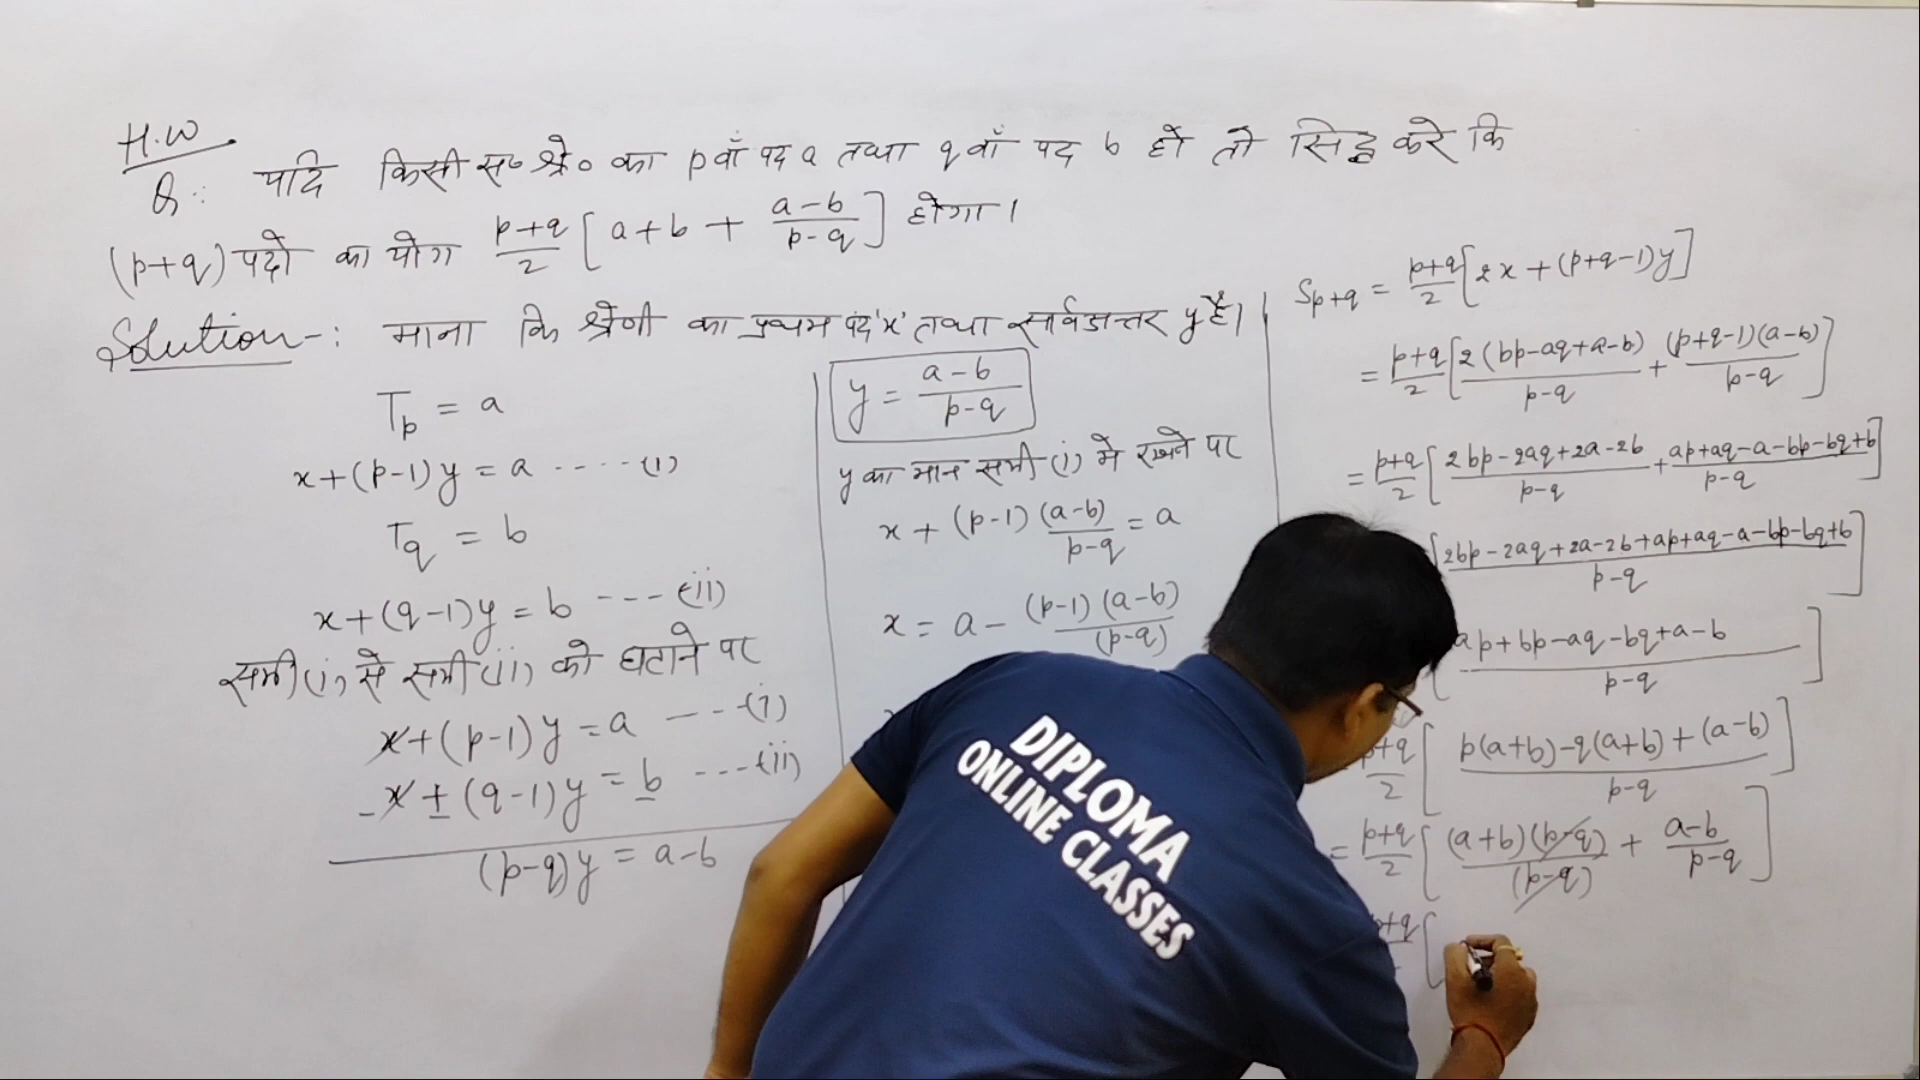 H.W
Q.: यदि किसी स० श्रे० का p वाँ पद a तथा q वाँ पद b हो तो सिद्ध करे कि
(p+q) पदो का योग p+q/2 [a+b + a-b/p-q] होगा।
Solution-: माना कि श्रेणी का प्रथम पद 'x' तथा सार्वअन्तर y है।
Tp = a
x+(p-1)y = a ---- (i)
Tq = b
x+(q-1)y = b --- (ii)
समी (i) से समी (ii) को घटाने पर
x+(p-1)y = a --- (i)
-x ± (q-1)y = b --- (ii)
(p-q)y = a-b
y = a-b/p-q
y का मान समी (i) मे रखने पर
x + (p-1) (a-b)/p-q = a
x = a - (p-1) (a-b)/(p-q)
Sp+q = p+q/2 [2x + (p+q-1)y]
= p+q/2 [2(bp-aq+a-b)/p-q + (p+q-1)(a-b)/p-q]
= p+q/2 [2bp-2aq+2a-2b/p-q + ap+aq-a-bp-bq+b/p-q]
[2bp-2aq+2a-2b+ap+aq-a-bp-bq+b/p-q]
[ap+bp-aq-bq+a-b/p-q]
p+q/2 [p(a+b)-q(a+b)+(a-b)/p-q]
= p+q/2 [(a+b)(p-q)/(p-q) + a-b/p-q]
p+q [
DIPLOMA
ONLINE CLASSES